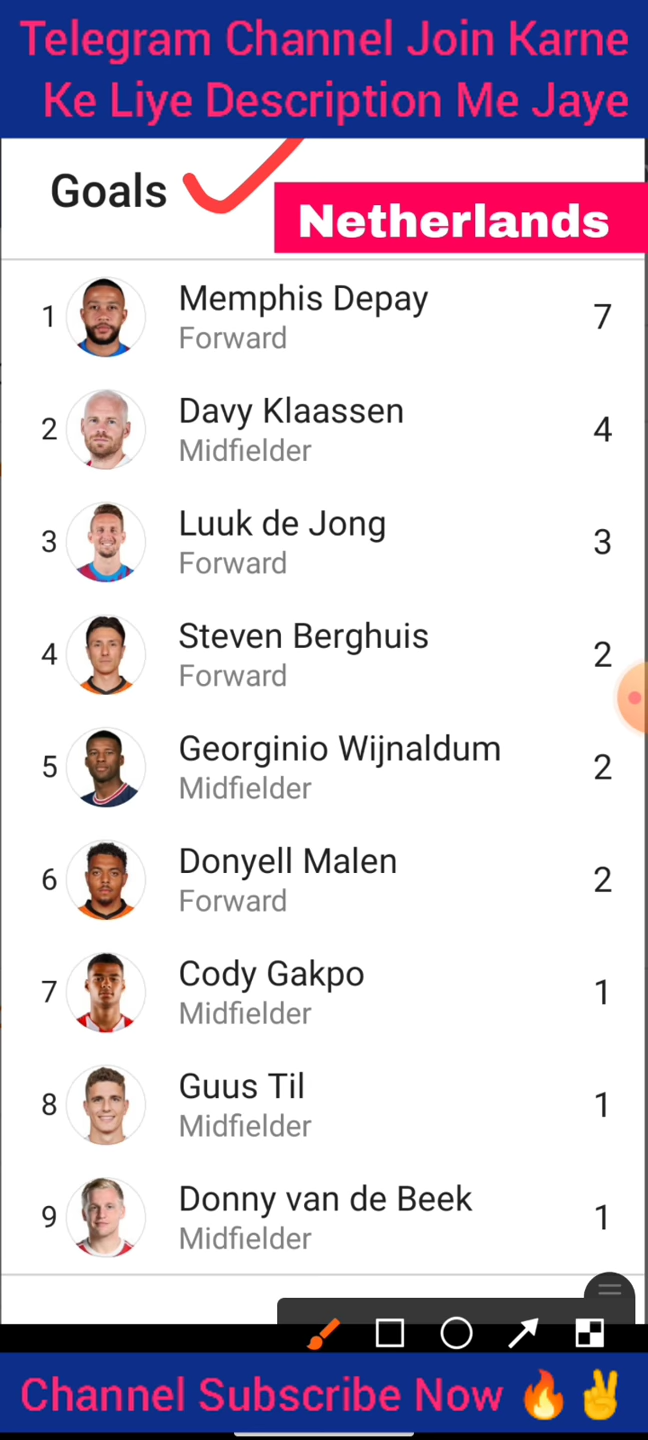 Telegram Channel Join Karne
Ke Liye Description Me Jaye
Goals
Netherlands
1
Memphis Depay
7
Forward
2
Davy Klaassen
4
Midfielder
3
Luuk de Jong
3
Forward
4
Steven Berghuis
2
Forward
5
Georginio Wijnaldum
2
Midfielder
6
Donyell Malen
2
Forward
7
Cody Gakpo
1
Midfielder
8
Guus Til
1
Midfielder
9
Donny van de Beek
1
Midfielder
Channel Subscribe Now 🔥✌️